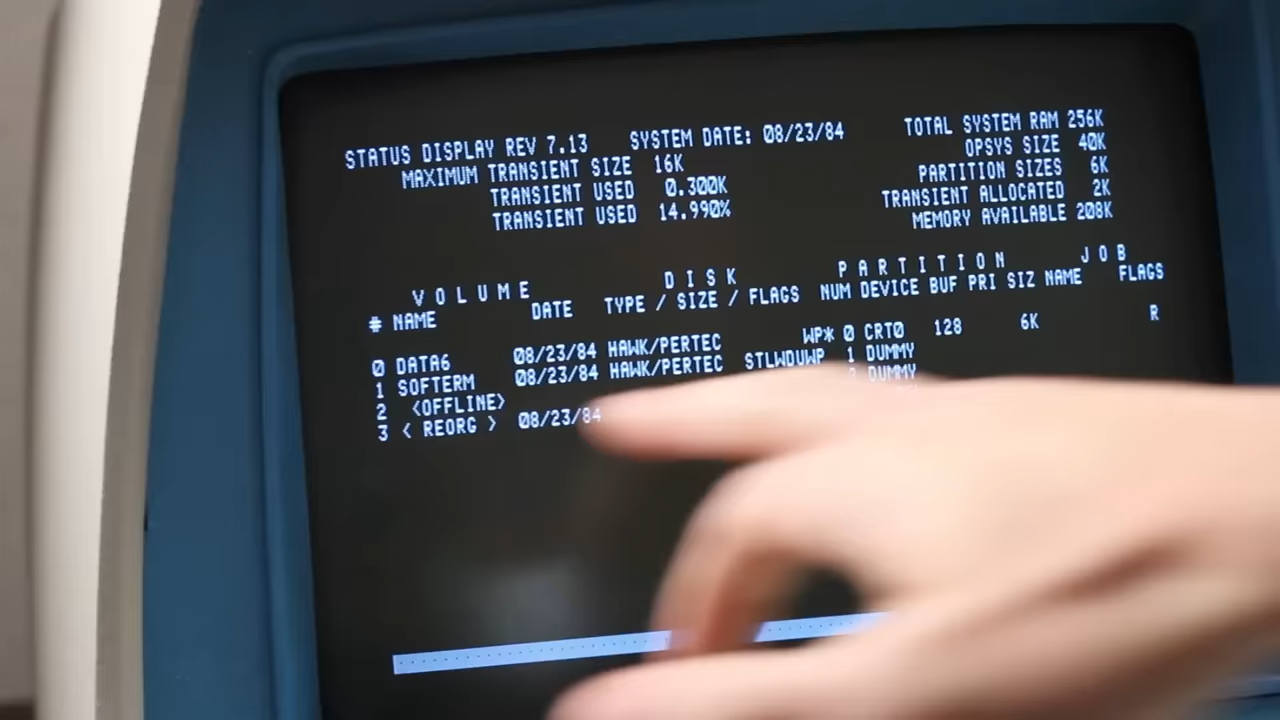 STATUS DISPLAY REV 7.13 SYSTEM DATE: 08/23/84 TOTAL SYSTEM RAM 256K
MAXIMUM TRANSIENT SIZE 16K OPSYS SIZE 40K
TRANSIENT USED 0.300K PARTITION SIZES 6K
TRANSIENT USED 14.990% TRANSIENT ALLOCATED 2K
MEMORY AVAILABLE 208K
V O L U M E D I S K P A R T I T I O N J O B
# NAME DATE TYPE / SIZE / FLAGS NUM DEVICE BUF PRI SIZ NAME FLAGS
0 DATA6 08/23/84 HAWK/PERTEC WP* 0 CRT0 128 6K R
1 SOFTERM 08/23/84 HAWK/PERTEC STLWDUWP 1 DUMMY
2 <OFFLINE> DUMMY
3 < REORG > 08/23/84